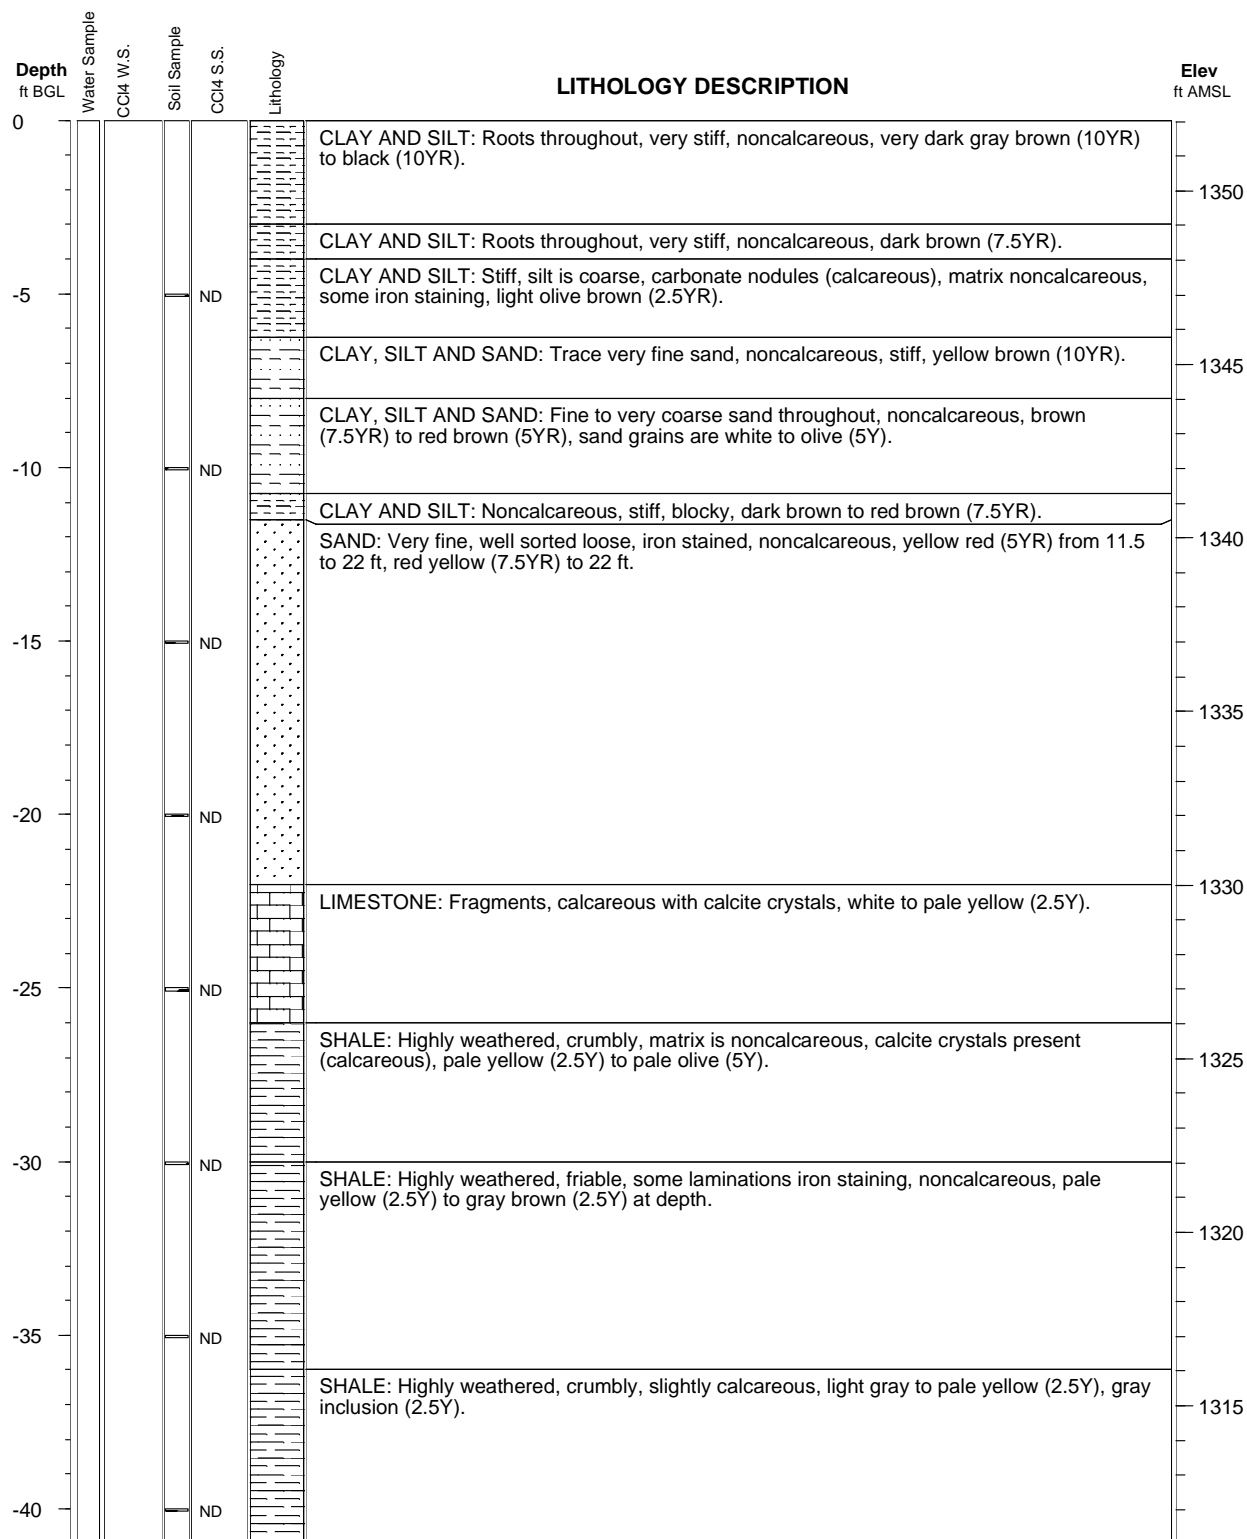 Depth
ft BGL
Water Sample
CCl4 W.S.
Soil Sample
CCl4 S.S.
Lithology
LITHOLOGY DESCRIPTION
Elev
ft AMSL
0
CLAY AND SILT: Roots throughout, very stiff, noncalcareous, very dark gray brown (10YR)
to black (10YR).
1350
CLAY AND SILT: Roots throughout, very stiff, noncalcareous, dark brown (7.5YR).
CLAY AND SILT: Stiff, silt is coarse, carbonate nodules (calcareous), matrix noncalcareous,
some iron staining, light olive brown (2.5YR).
-5
ND
CLAY, SILT AND SAND: Trace very fine sand, noncalcareous, stiff, yellow brown (10YR).
1345
CLAY, SILT AND SAND: Fine to very coarse sand throughout, noncalcareous, brown
(7.5YR) to red brown (5YR), sand grains are white to olive (5Y).
-10
ND
CLAY AND SILT: Noncalcareous, stiff, blocky, dark brown to red brown (7.5YR).
SAND: Very fine, well sorted loose, iron stained, noncalcareous, yellow red (5YR) from 11.5
to 22 ft, red yellow (7.5YR) to 22 ft.
1340
-15
ND
1335
-20
ND
1330
LIMESTONE: Fragments, calcareous with calcite crystals, white to pale yellow (2.5Y).
-25
ND
SHALE: Highly weathered, crumbly, matrix is noncalcareous, calcite crystals present
(calcareous), pale yellow (2.5Y) to pale olive (5Y).
1325
-30
ND
SHALE: Highly weathered, friable, some laminations iron staining, noncalcareous, pale
yellow (2.5Y) to gray brown (2.5Y) at depth.
1320
-35
ND
SHALE: Highly weathered, crumbly, slightly calcareous, light gray to pale yellow (2.5Y), gray
inclusion (2.5Y).
1315
-40
ND